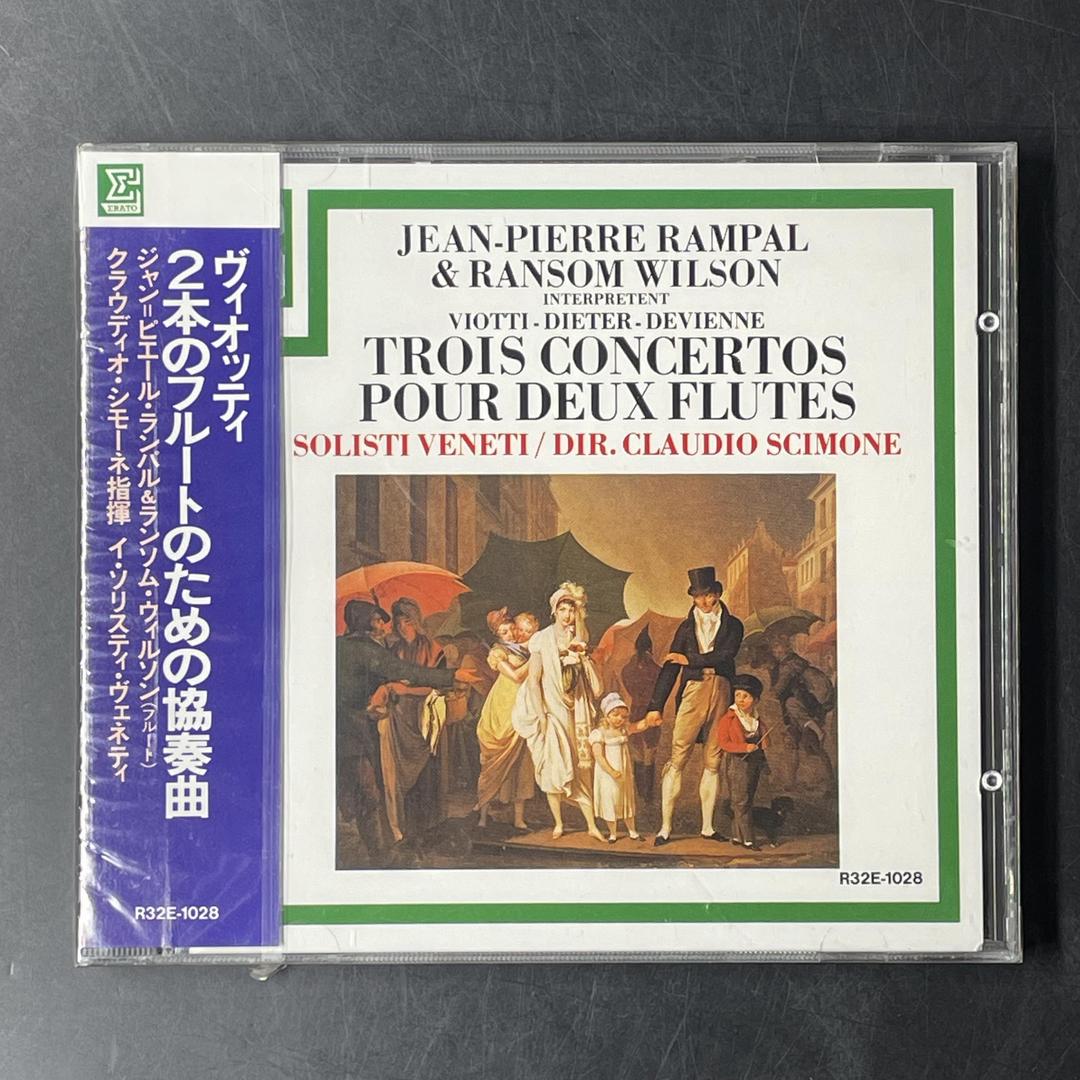 ERATO
ヴィオッティ
2本のフルートのための協奏曲
ジャン=ピエール・ランパル&ランソム・ウィルソン(フルート)
クラウディオ・シモーネ指揮 イ・ソリスティ・ヴェネティ
R32E-1028
JEAN-PIERRE RAMPAL
& RANSOM WILSON
INTERPRETENT
VIOTTI - DIETER - DEVIENNE
TROIS CONCERTOS
POUR DEUX FLUTES
SOLISTI VENETI / DIR. CLAUDIO SCIMONE
R32E-1028